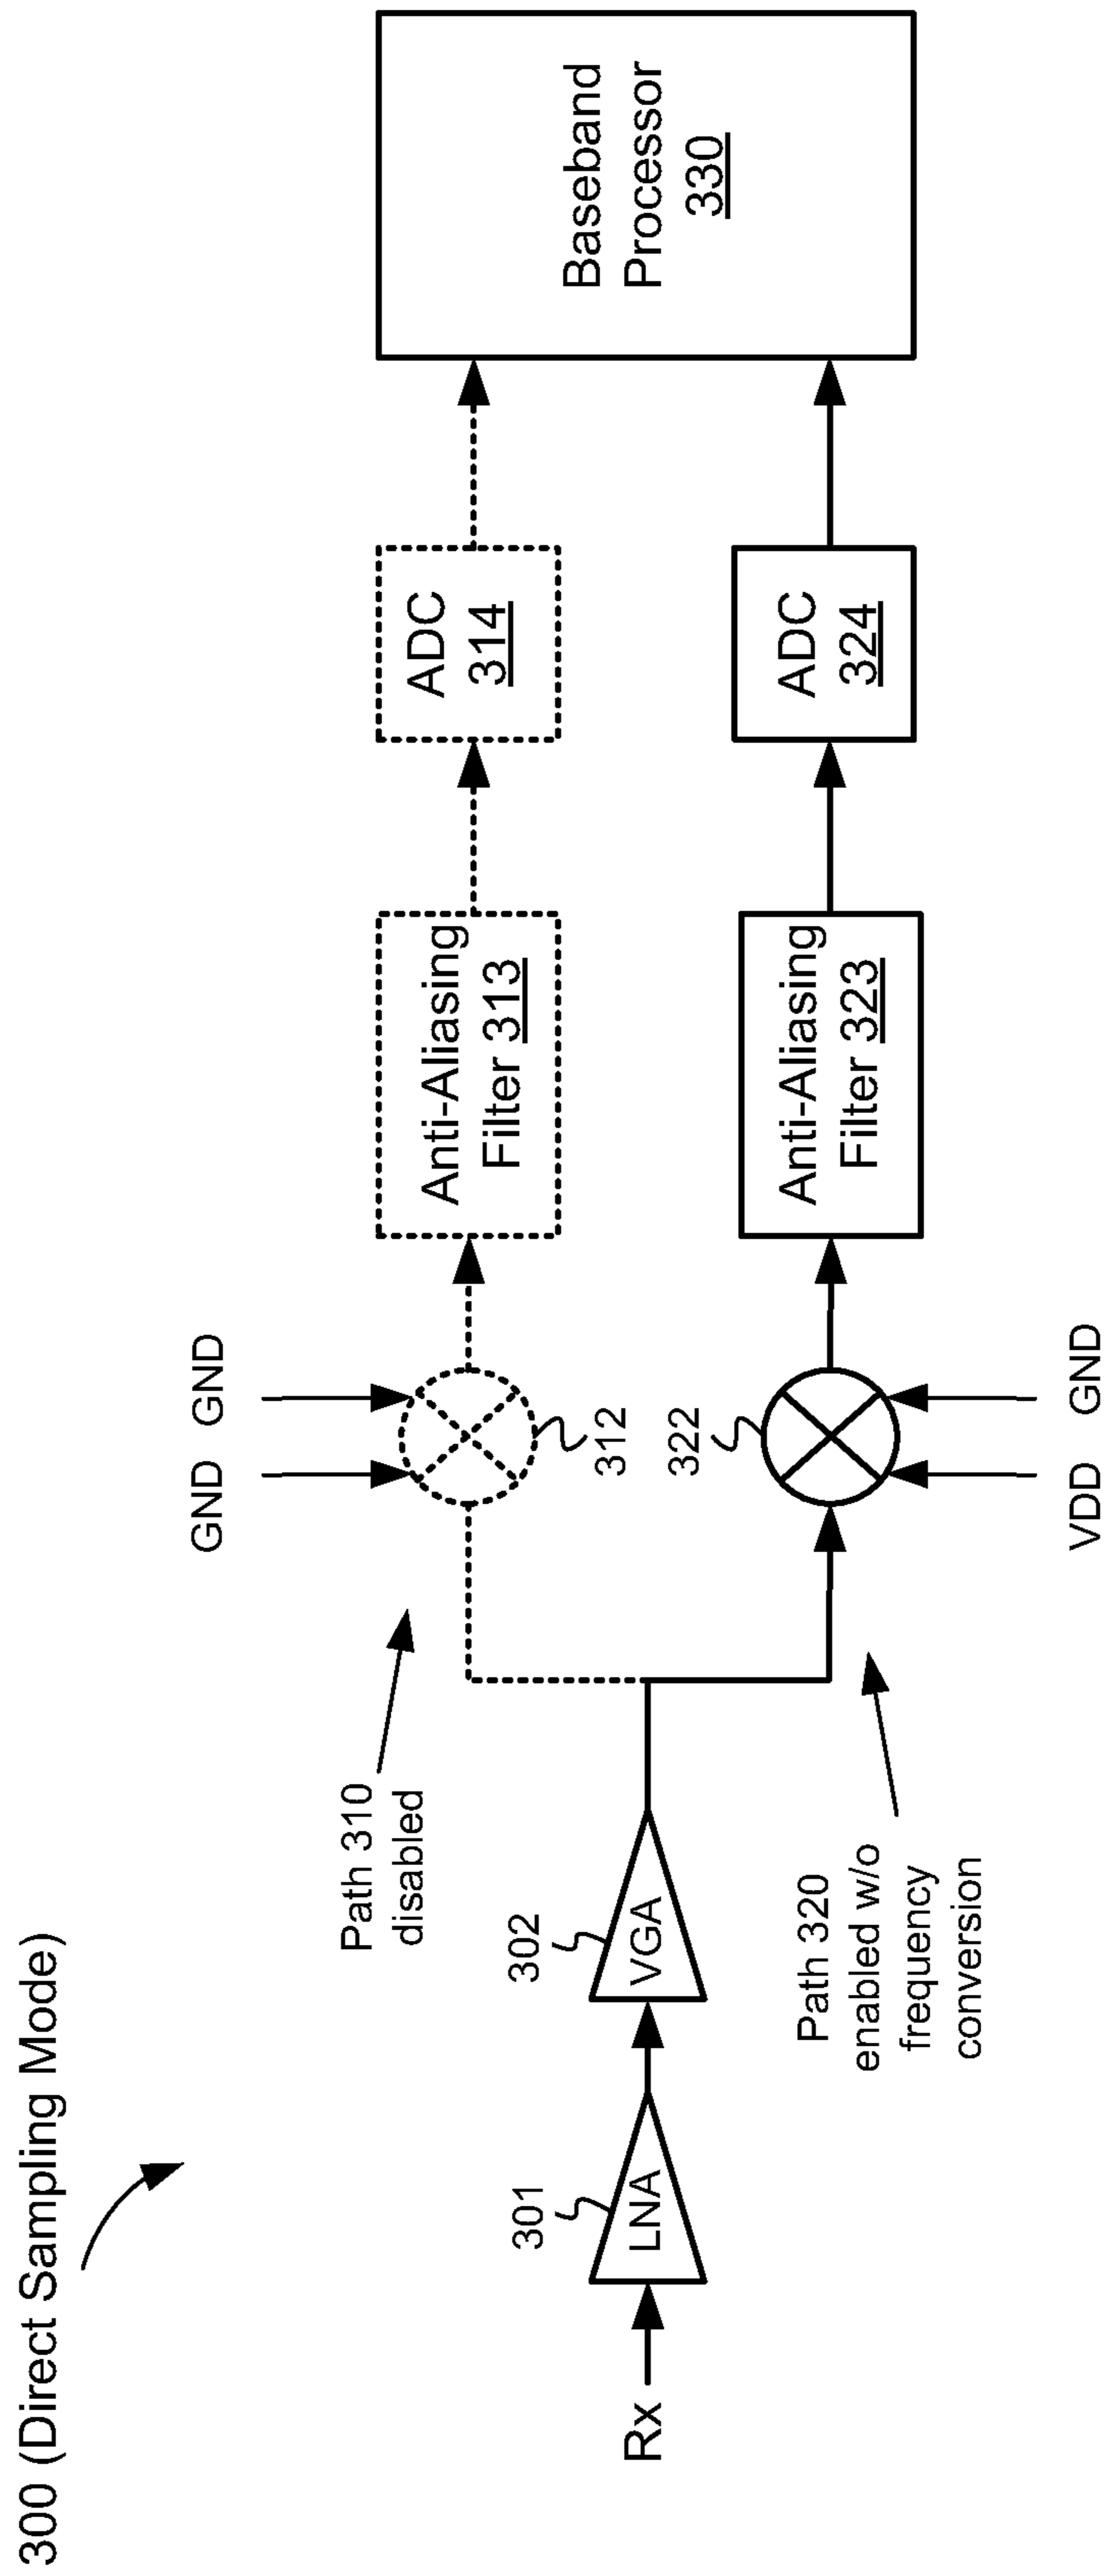 300 (Direct Sampling Mode)
Rx
LNA
301
VGA
302
Path 310
disabled
Path 320
enabled w/o
frequency
conversion
GND
GND
312
322
VDD
GND
Anti-Aliasing
Filter 313
ADC
314
Anti-Aliasing
Filter 323
ADC
324
Baseband
Processor
330